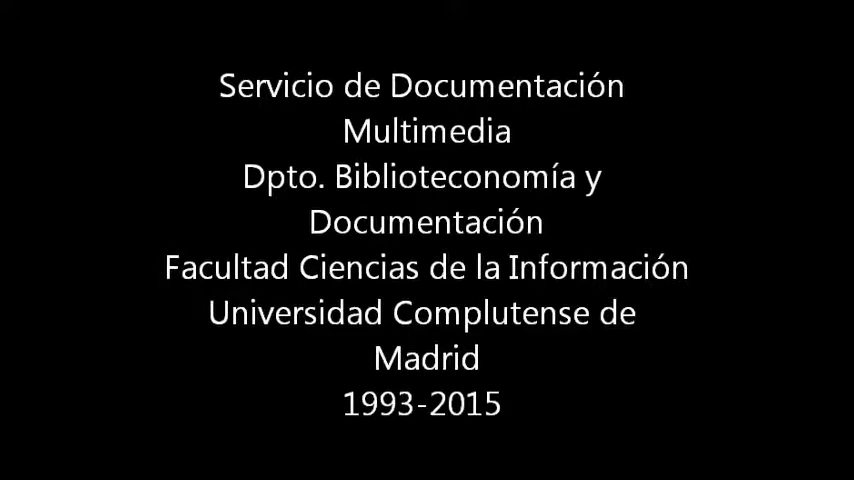 Servicio de Documentación
Multimedia
Dpto. Biblioteconomía y
Documentación
Facultad Ciencias de la Información
Universidad Complutense de
Madrid
1993-2015